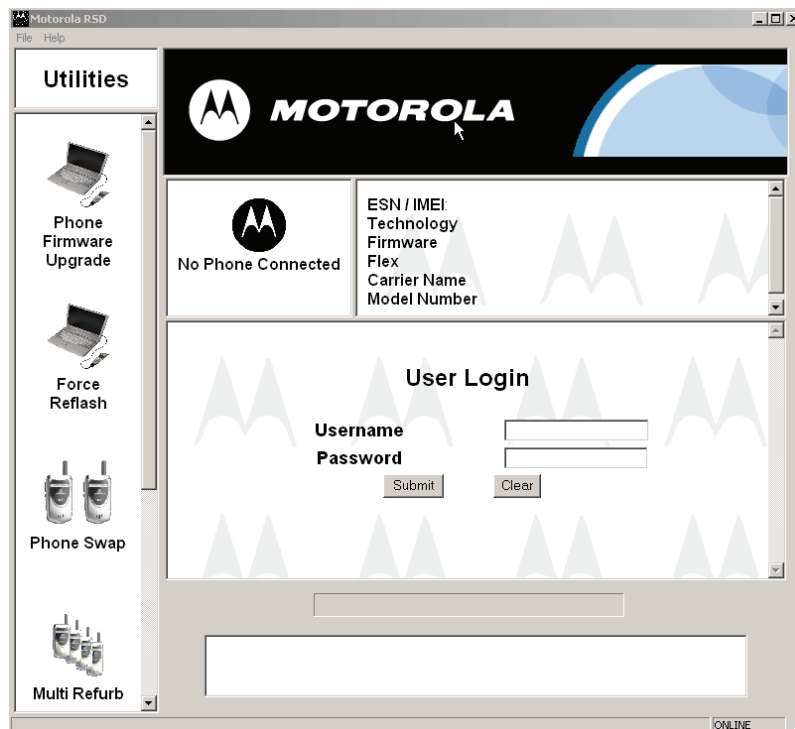 Motorola RSD
File Help
Utilities
Phone
Firmware
Upgrade
Force
Reflash
Phone Swap
Multi Refurb
MOTOROLA
No Phone Connected
ESN / IMEI:
Technology
Firmware
Flex
Carrier Name
Model Number
User Login
Username
Password
Submit Clear
ONLINE